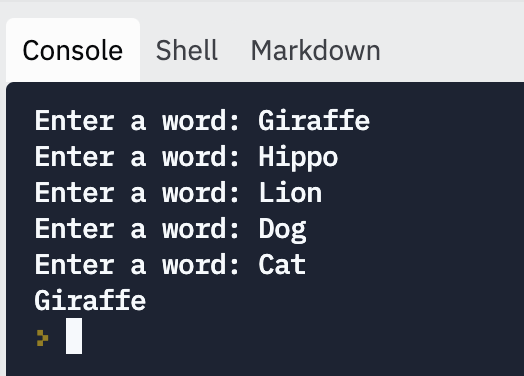 Console Shell Markdown
Enter a word: Giraffe
Enter a word: Hippo
Enter a word: Lion
Enter a word: Dog
Enter a word: Cat
Giraffe
>